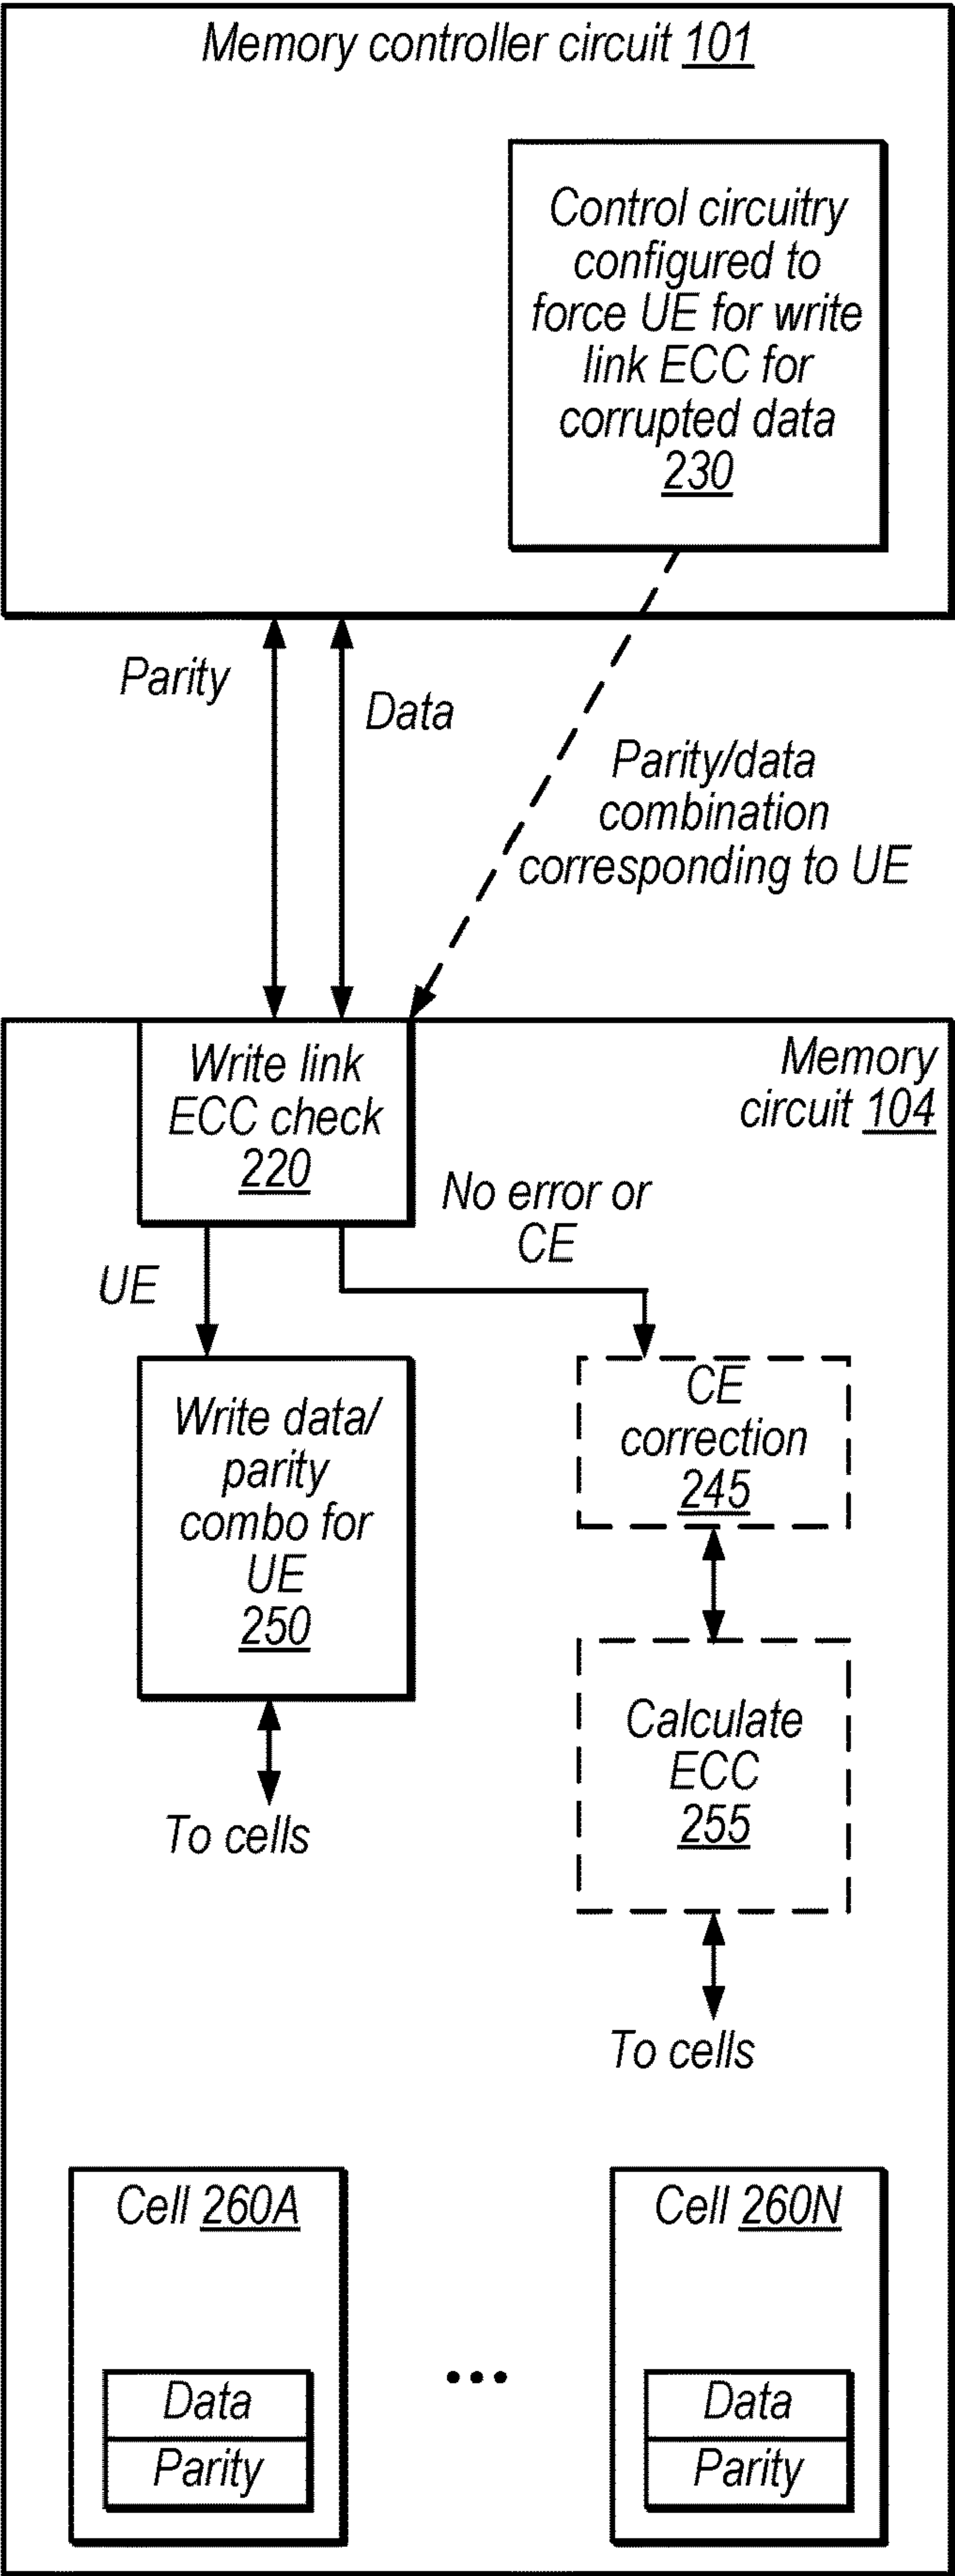 Memory controller circuit 101
Control circuitry
configured to
force UE for write
link ECC for
corrupted data
230
Parity
Data
Parity/data
combination
corresponding to UE
Write link
ECC check
220
Memory
circuit 104
No error or
CE
UE
Write data/
parity
combo for
UE
250
CE
correction
245
To cells
Calculate
ECC
255
To cells
Cell 260A
Data
Parity
...
Cell 260N
Data
Parity